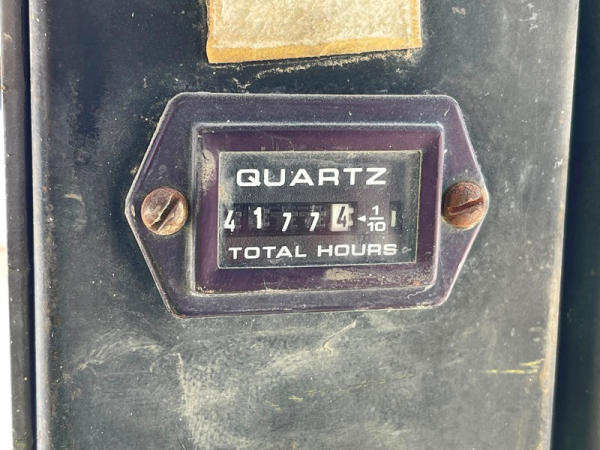 QUARTZ
41774 ◄ 1/10
TOTAL HOURS